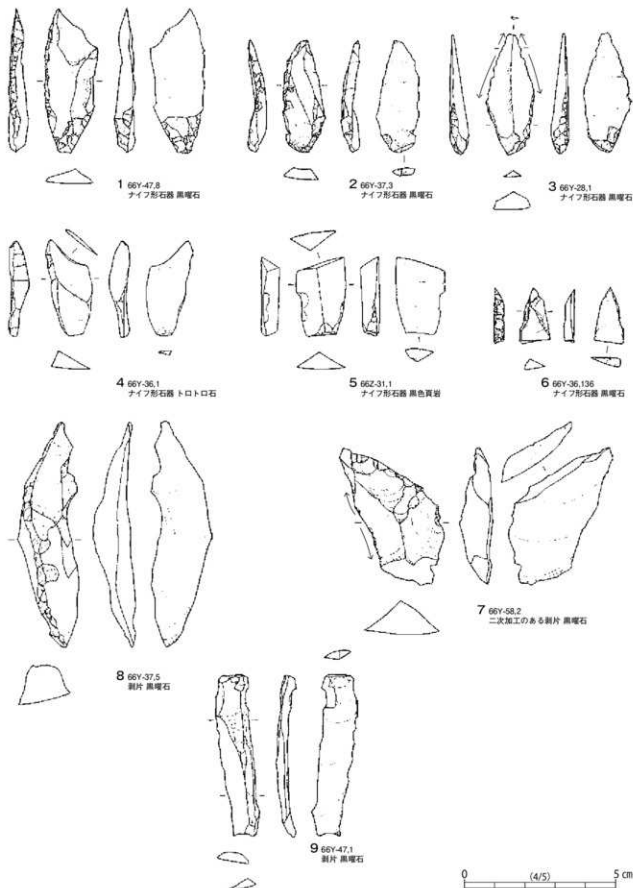 1 66Y-47,8
ナイフ形石器 黒曜石
2 66Y-37,3
ナイフ形石器 黒曜石
3 66Y-28,1
ナイフ形石器 黒曜石
4 66Y-36,1
ナイフ形石器 トロトロ石
5 66Z-31,1
ナイフ形石器 黒色頁岩
6 66Y-36,136
ナイフ形石器 黒曜石
7 66Y-58,2
二次加工のある剥片 黒曜石
8 66Y-37,5
剥片 黒曜石
9 66Y-47,1
剥片 黒曜石
0 (4/5) 5 cm